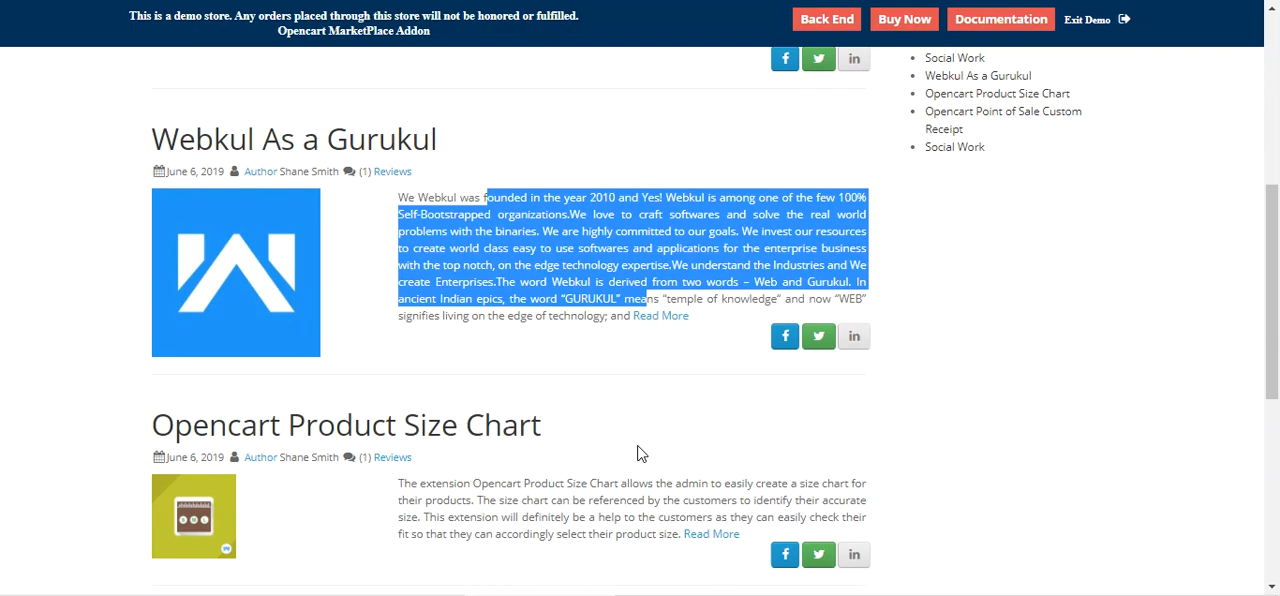 This is a demo store. Any orders placed through this store will not be honored or fulfilled.
Opencart MarketPlace Addon
Back End
Buy Now
Documentation
Exit Demo
in
Social Work
Webkul As a Gurukul
Opencart Product Size Chart
Opencart Point of Sale Custom
Receipt
Social Work
Webkul As a Gurukul
June 6, 2019 Author Shane Smith (1) Reviews
We Webkul was founded in the year 2010 and Yes! Webkul is among one of the few 100%
Self-Bootstrapped organizations.We love to craft softwares and solve the real world
problems with the binaries. We are highly committed to our goals. We invest our resources
to create world class easy to use softwares and applications for the enterprise business
with the top notch, on the edge technology expertise.We understand the Industries and We
create Enterprises.The word Webkul is derived from two words – Web and Gurukul. In
ancient Indian epics, the word “GURUKUL” means “temple of knowledge” and now “WEB”
signifies living on the edge of technology; and Read More
in
Opencart Product Size Chart
June 6, 2019 Author Shane Smith (1) Reviews
The extension Opencart Product Size Chart allows the admin to easily create a size chart for
their products. The size chart can be referenced by the customers to identify their accurate
size. This extension will definitely be a help to the customers as they can easily check their
fit so that they can accordingly select their product size. Read More
in